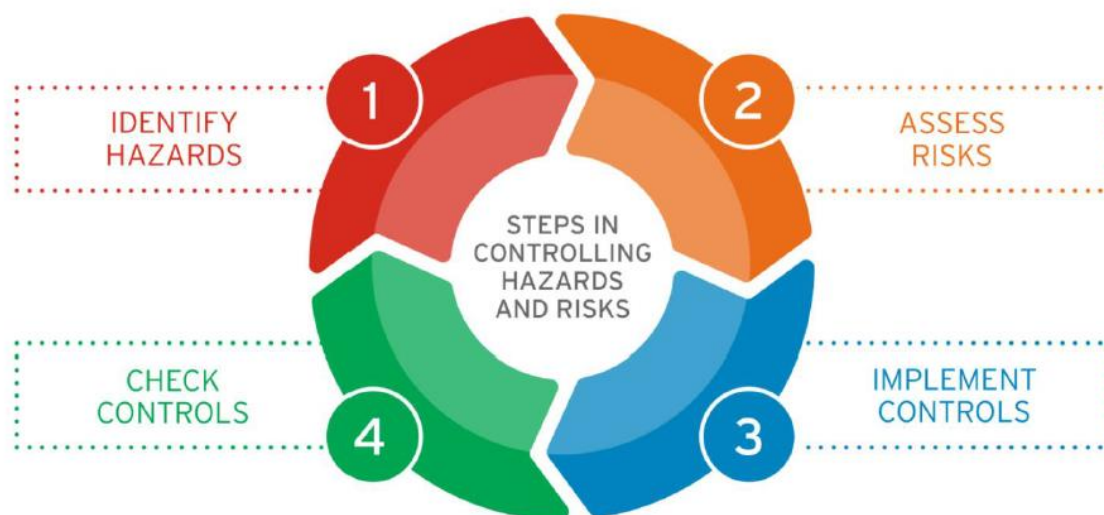 1
IDENTIFY
HAZARDS
2
ASSESS
RISKS
STEPS IN
CONTROLLING
HAZARDS
AND RISKS
CHECK
CONTROLS
4
IMPLEMENT
CONTROLS
3